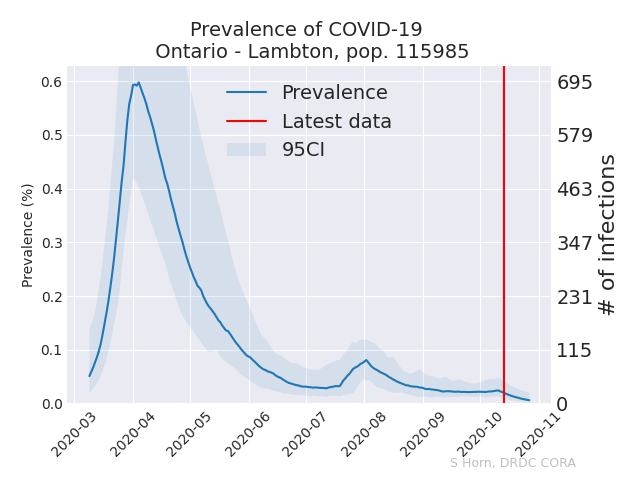 Prevalence of COVID-19
Ontario - Lambton, pop. 115985
Prevalence
Latest data
95CI
Prevalence (%)
0.6
0.5
0.4
0.3
0.2
0.1
0.0
695
579
463
347
231
115
0
# of infections
2020-03
2020-04
2020-05
2020-06
2020-07
2020-08
2020-09
2020-10
2020-11
S Horn, DRDC CORA